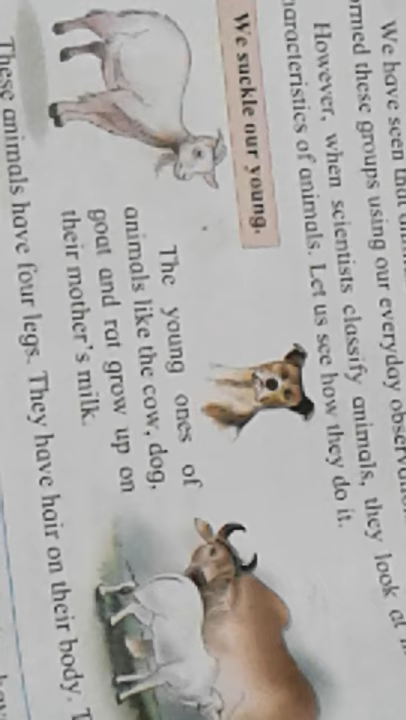 We have seen that
these groups using our everyday
However, when scientists classify animals, they look at
characteristics of animals. Let us see how they do it.
We suckle our young.
The young ones of
animals like the cow, dog,
goat and rat grow up on
their mother's milk.
These animals have four legs. They have hair on their body.